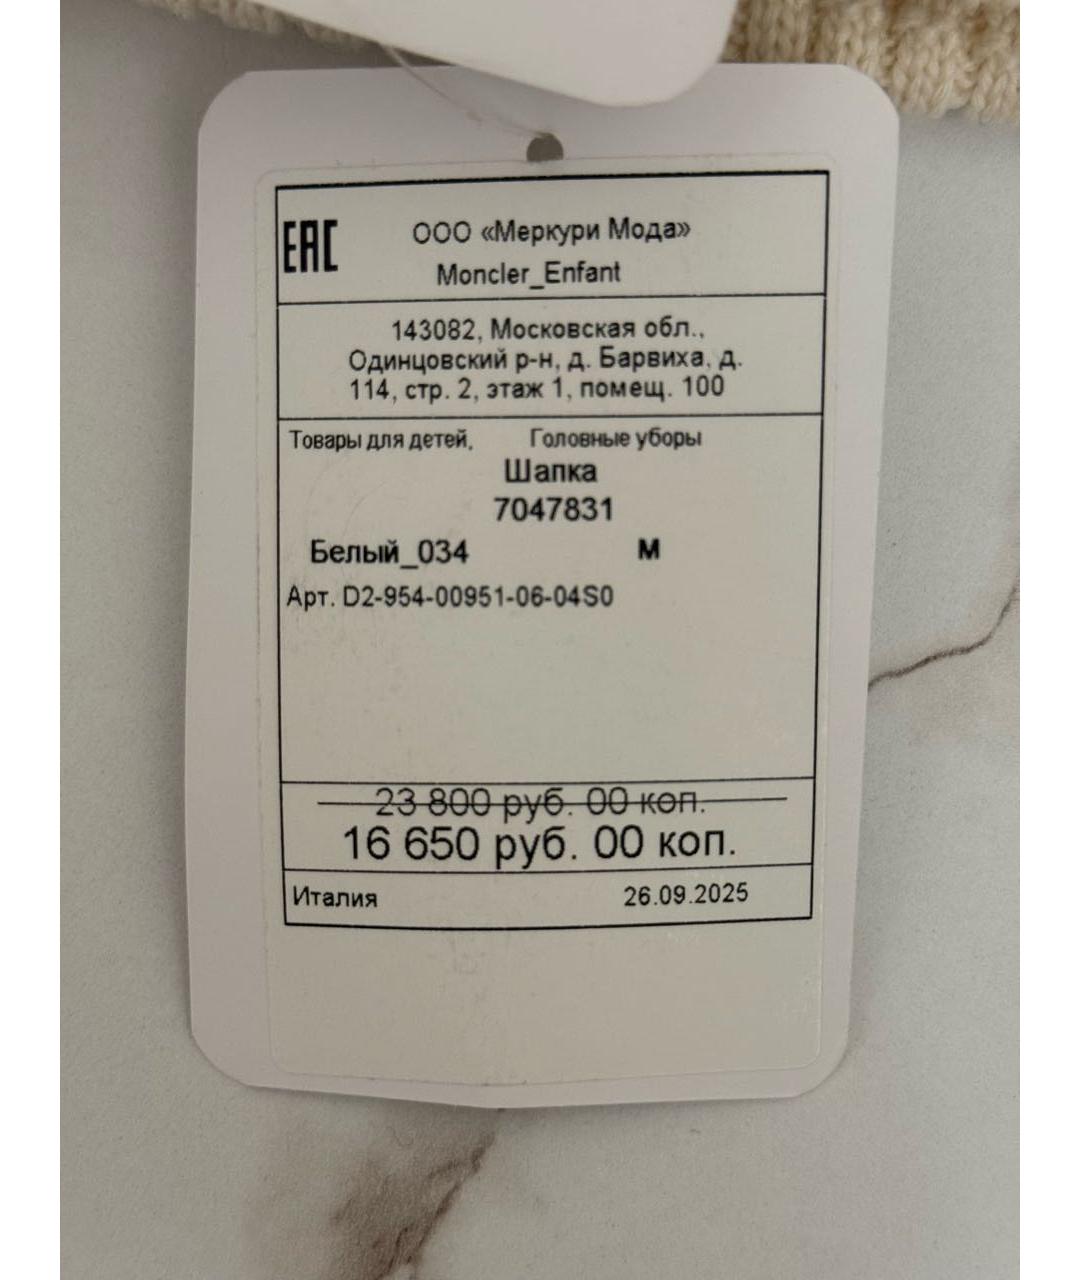 EAC
ООО «Меркури Мода»
Moncler_Enfant
143082, Московская обл.,
Одинцовский р-н, д. Барвиха, д.
114, стр. 2, этаж 1, помещ. 100
Товары для детей, Головные уборы
Шапка
7047831
Белый_034 M
Арт. D2-954-00951-06-04S0
23 800 руб. 00 коп.
16 650 руб. 00 коп.
Италия 26.09.2025